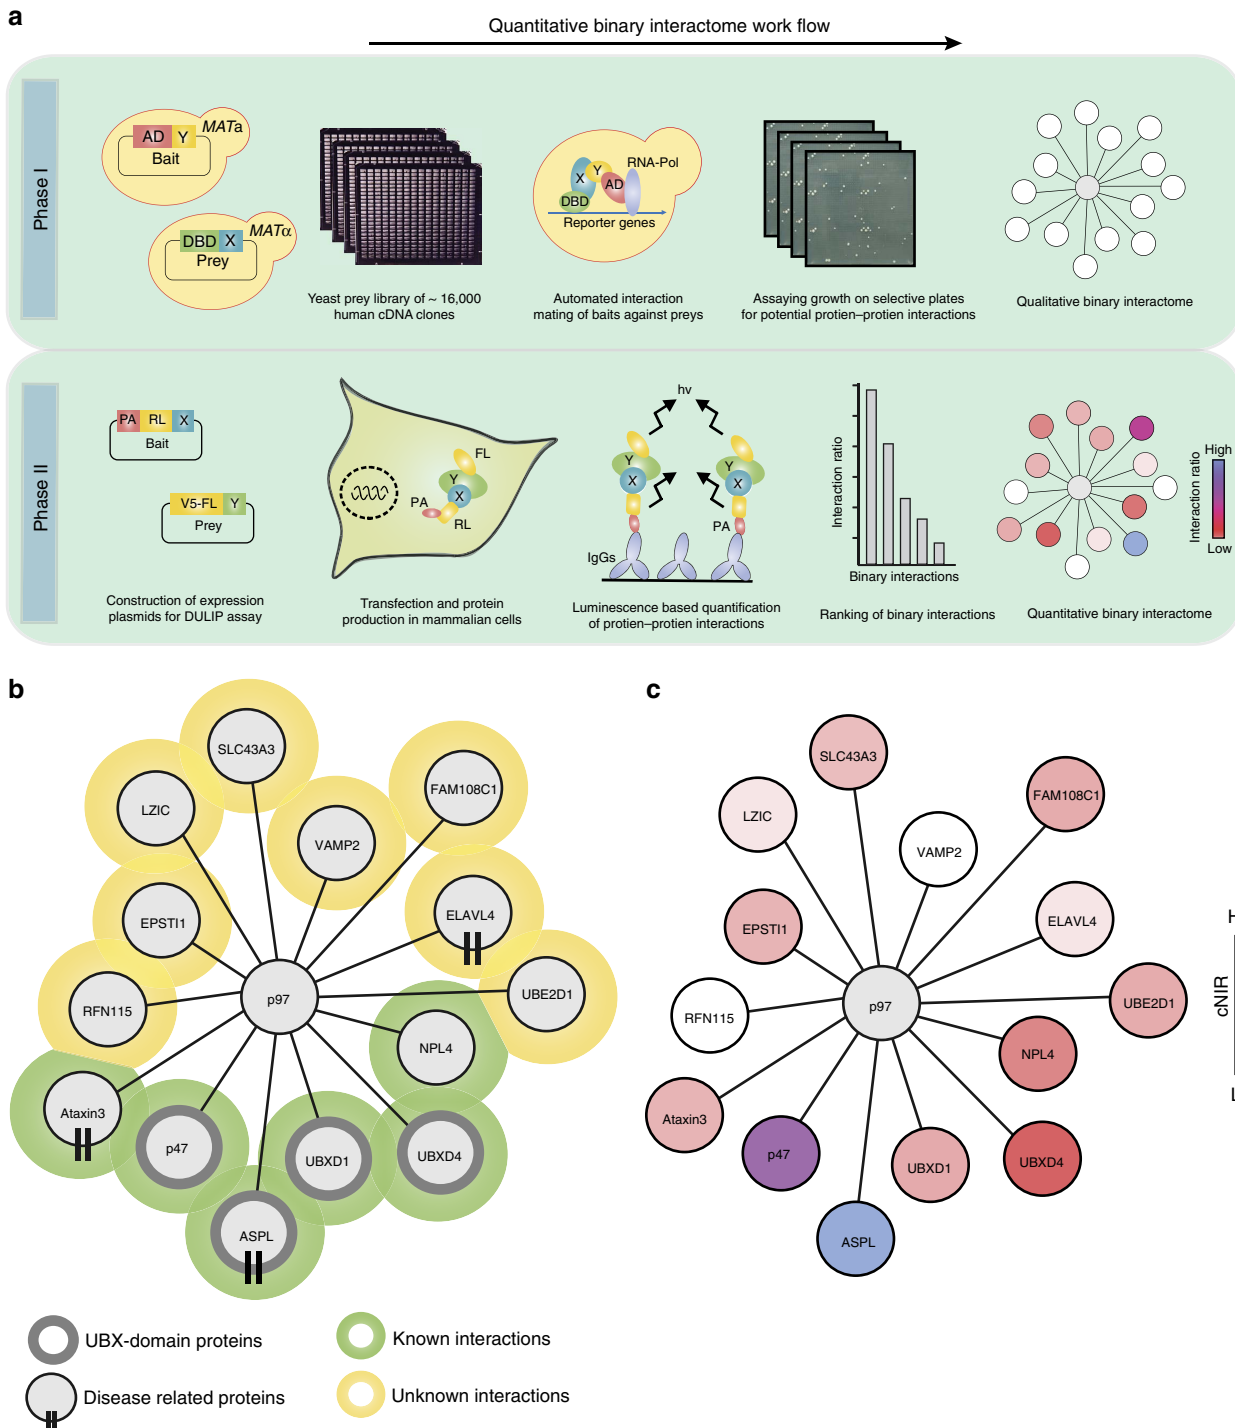 a
Quantitative binary interactome work flow
Phase I
AD Y
Bait
MATa
DBD X
Prey
MATα
Yeast prey library of ~ 16,000
human cDNA clones
X Y AD DBD
RNA-Pol
Reporter genes
Automated interaction
mating of baits against preys
Assaying growth on selective plates
for potential protien–protien interactions
Qualitative binary interactome
Phase II
PA RL X
Bait
V5-FL Y
Prey
Construction of expression
plasmids for DULIP assay
FL
Y
X
PA
RL
Transfection and protein
production in mammalian cells
hv
Y
X
Y
X
PA
IgGs
Luminescence based quantification
of protien–protien interactions
Interaction ratio
Binary interactions
Ranking of binary interactions
High
Interaction ratio
Low
Quantitative binary interactome
b
SLC43A3
LZIC
FAM108C1
VAMP2
EPSTI1
ELAVL4
RFN115
p97
UBE2D1
NPL4
Ataxin3
p47
UBXD1
UBXD4
ASPL
UBX-domain proteins
Known interactions
Disease related proteins
Unknown interactions
c
SLC43A3
LZIC
FAM108C1
VAMP2
EPSTI1
ELAVL4
RFN115
p97
UBE2D1
NPL4
Ataxin3
p47
UBXD1
UBXD4
ASPL
H
cNIR
L